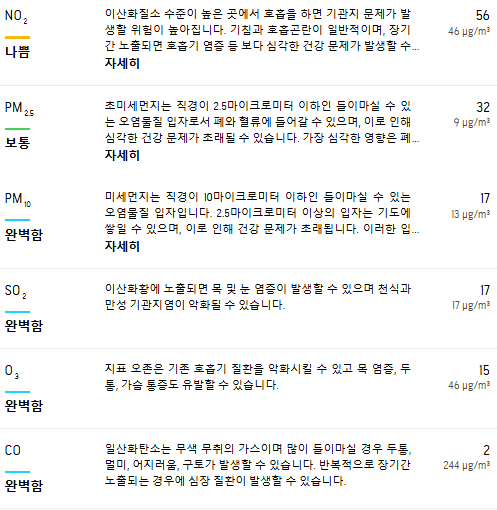 NO₂
나쁨
이산화질소 수준이 높은 곳에서 호흡을 하면 기관지 문제가 발
생할 위험이 높아집니다. 기침과 호흡곤란이 일반적이며, 장기
간 노출되면 호흡기 염증 등 보다 심각한 건강 문제가 발생할 수...
자세히
56
46 µg/m³
PM₂.₅
보통
초미세먼지는 직경이 2.5마이크로미터 이하인 들이마실 수 있
는 오염물질 입자로서 폐와 혈류에 들어갈 수 있으며, 이로 인해
심각한 건강 문제가 초래될 수 있습니다. 가장 심각한 영향은 폐...
자세히
32
9 µg/m³
PM₁₀
완벽함
미세먼지는 직경이 10마이크로미터 이하인 들이마실 수 있는
오염물질 입자입니다. 2.5마이크로미터 이상의 입자는 기도에
쌓일 수 있으며, 이로 인해 건강 문제가 초래됩니다. 이러한 입...
자세히
17
13 µg/m³
SO₂
완벽함
이산화황에 노출되면 목 및 눈 염증이 발생할 수 있으며 천식과
만성 기관지염이 악화될 수 있습니다.
17
17 µg/m³
O₃
완벽함
지표 오존은 기존 호흡기 질환을 악화시킬 수 있고 목 염증, 두
통, 가슴 통증도 유발할 수 있습니다.
15
46 µg/m³
CO
완벽함
일산화탄소는 무색 무취의 가스이며 많이 들이마실 경우 두통,
멀미, 어지러움, 구토가 발생할 수 있습니다. 반복적으로 장기간
노출되는 경우에 심장 질환이 발생할 수 있습니다.
2
244 µg/m³